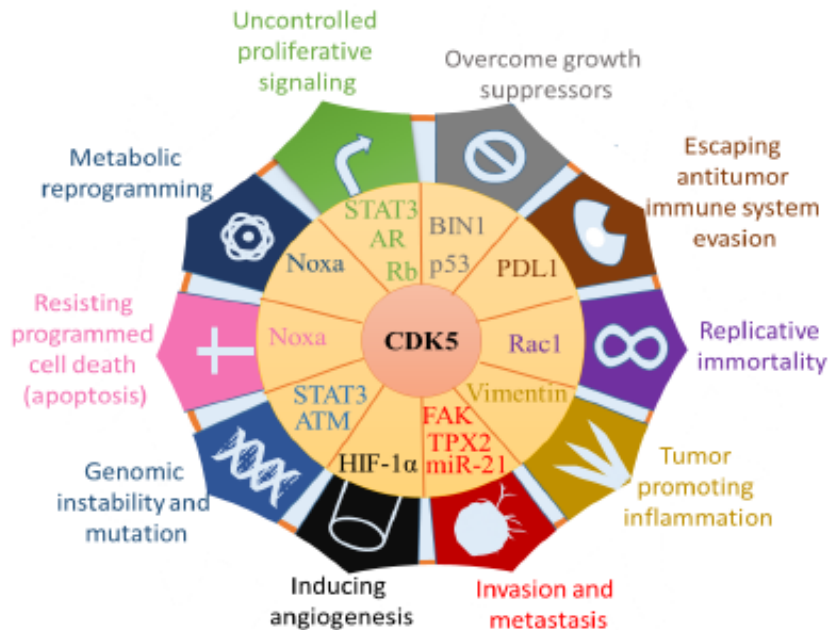 Uncontrolled
proliferative
signaling
Overcome growth
suppressors
Metabolic
reprogramming
Escaping
antitumor
immune system
evasion
STAT3
AR
Rb
BIN1
p53
Noxa
PDL1
Resisting
programmed
cell death
(apoptosis)
Noxa
CDK5
Rac1
Replicative
immortality
STAT3
ATM
Vimentin
HIF-1α
FAK
TPX2
miR-21
Genomic
instability and
mutation
Tumor
promoting
inflammation
Inducing
angiogenesis
Invasion and
metastasis